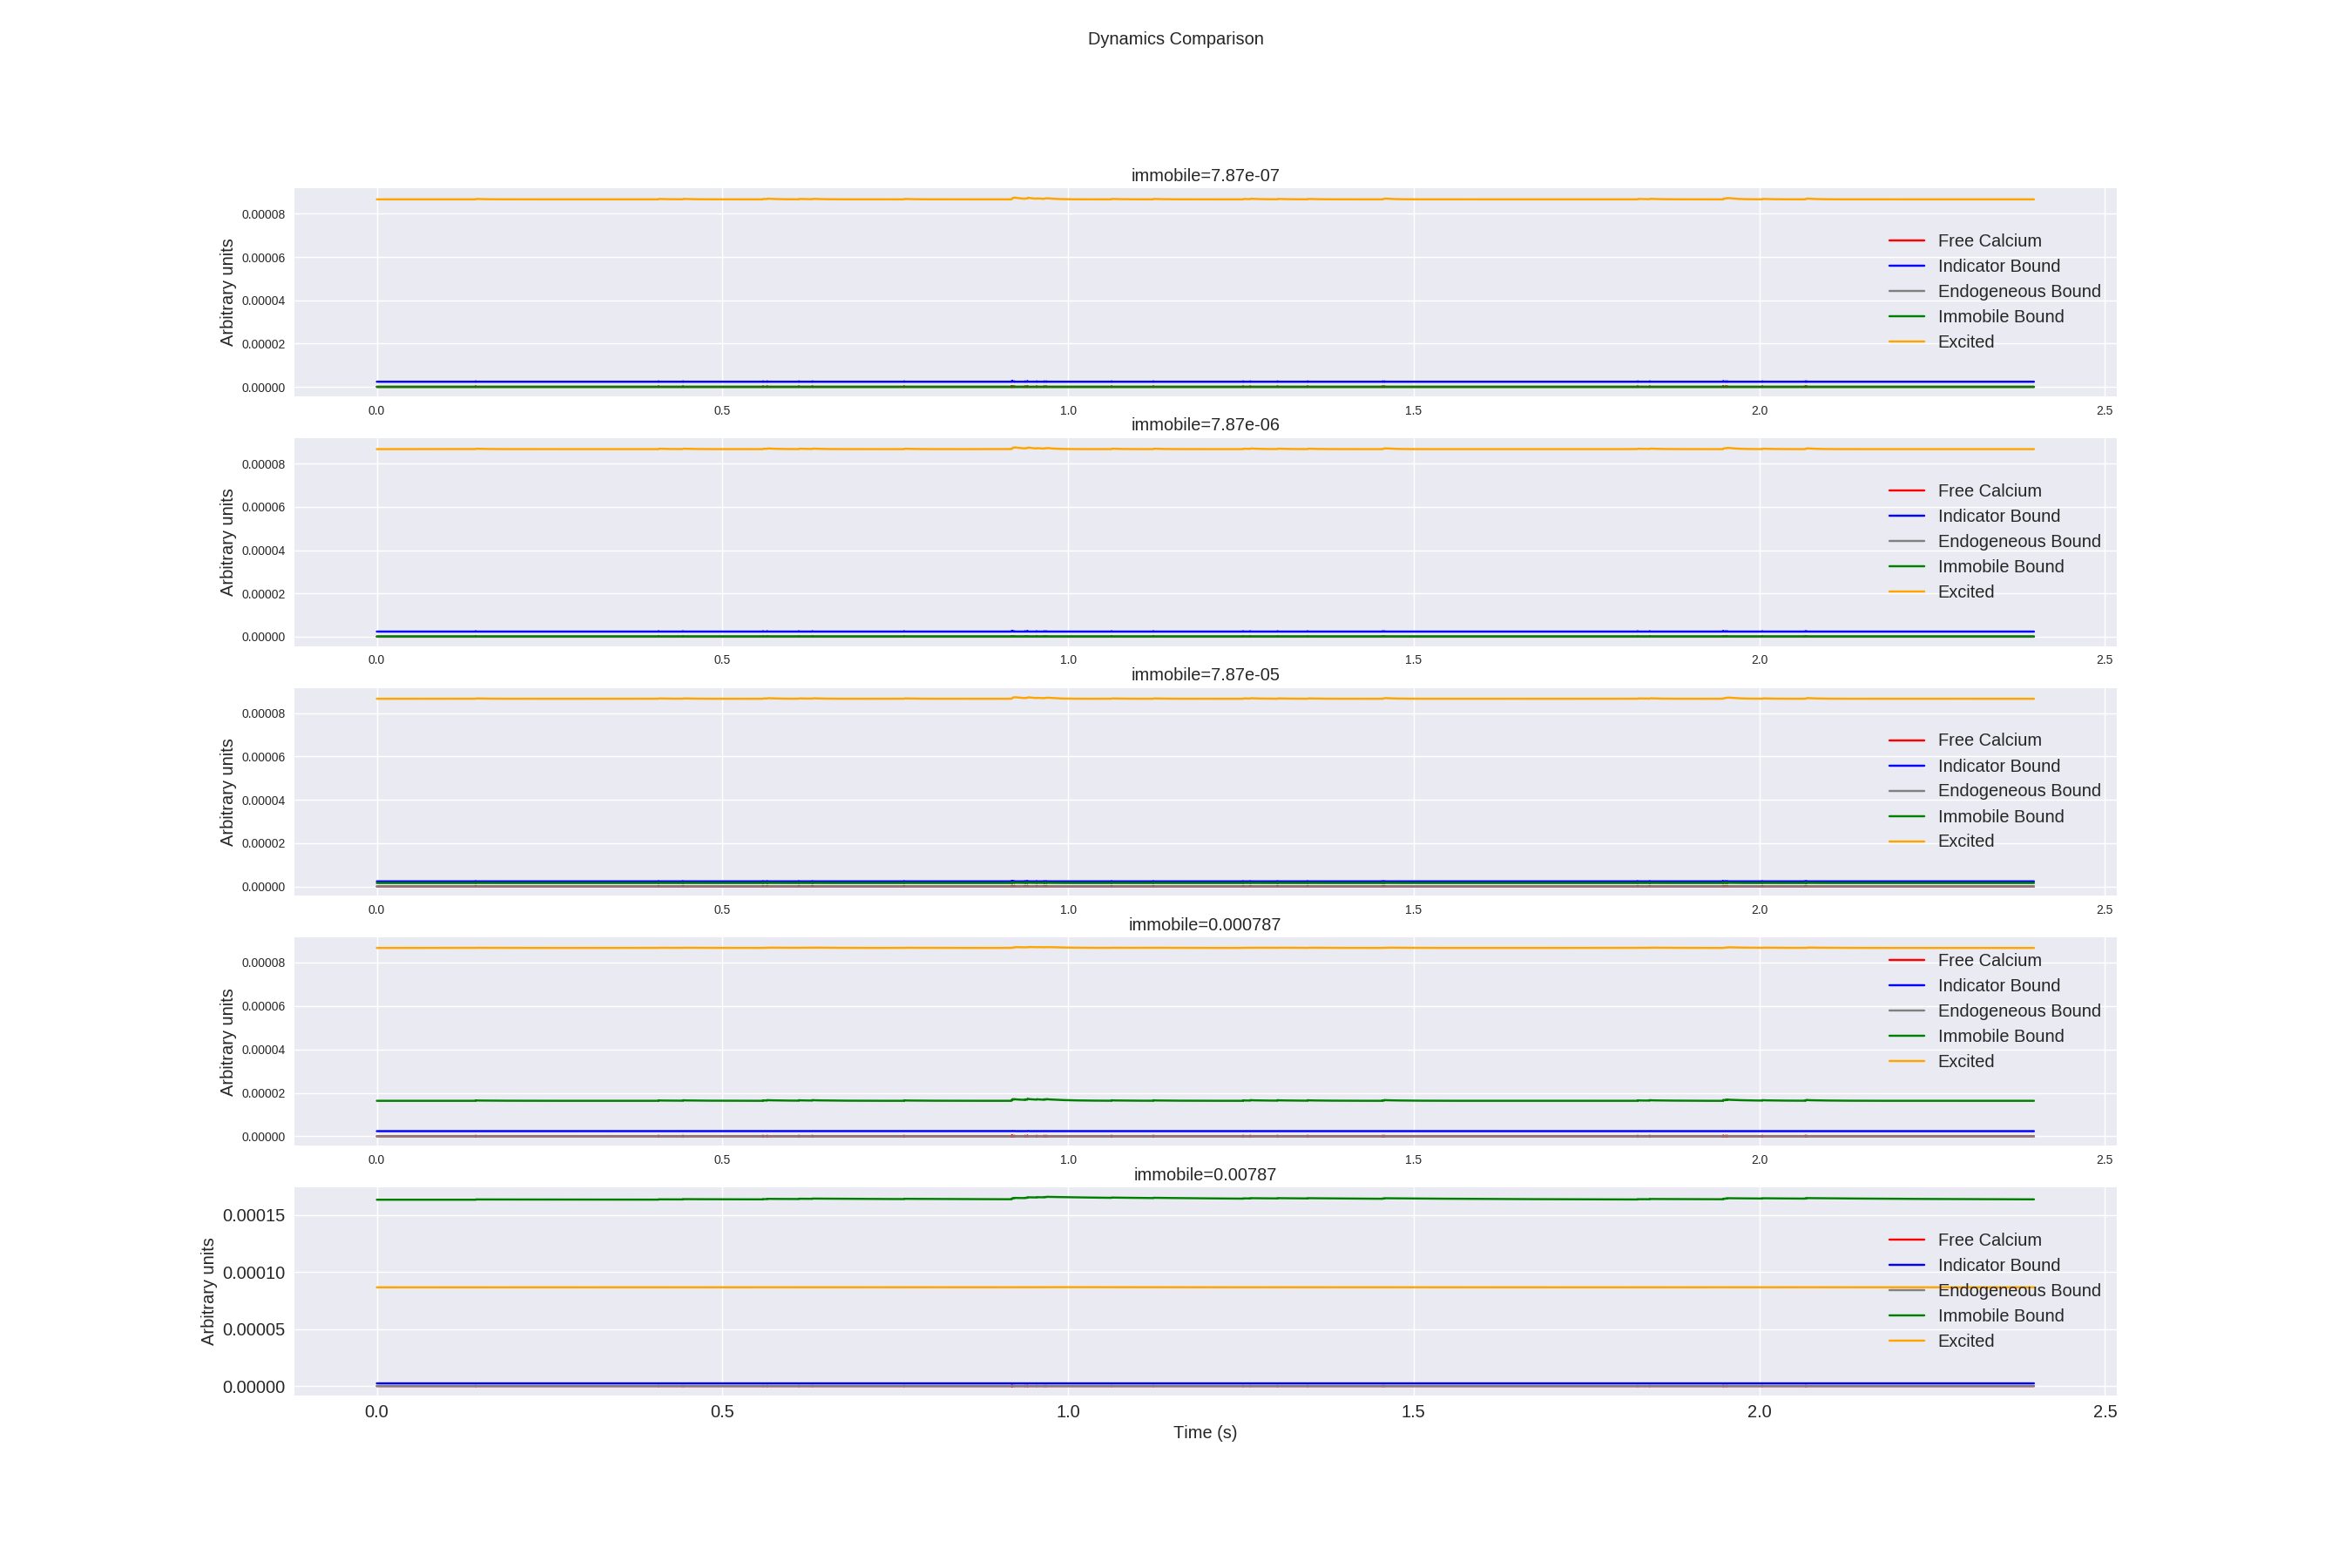 Dynamics Comparison
immobile=7.87e-07
Arbitrary units
0.00008
0.00006
0.00004
0.00002
0.00000
Free Calcium
Indicator Bound
Endogeneous Bound
Immobile Bound
Excited
0.0 0.5 1.0 1.5 2.0 2.5
immobile=7.87e-06
Arbitrary units
0.00008
0.00006
0.00004
0.00002
0.00000
Free Calcium
Indicator Bound
Endogeneous Bound
Immobile Bound
Excited
0.0 0.5 1.0 1.5 2.0 2.5
immobile=7.87e-05
Arbitrary units
0.00008
0.00006
0.00004
0.00002
0.00000
Free Calcium
Indicator Bound
Endogeneous Bound
Immobile Bound
Excited
0.0 0.5 1.0 1.5 2.0 2.5
immobile=0.000787
Arbitrary units
0.00008
0.00006
0.00004
0.00002
0.00000
Free Calcium
Indicator Bound
Endogeneous Bound
Immobile Bound
Excited
0.0 0.5 1.0 1.5 2.0 2.5
immobile=0.00787
Arbitrary units
0.00015
0.00010
0.00005
0.00000
Free Calcium
Indicator Bound
Endogeneous Bound
Immobile Bound
Excited
0.0 0.5 1.0 1.5 2.0 2.5
Time (s)